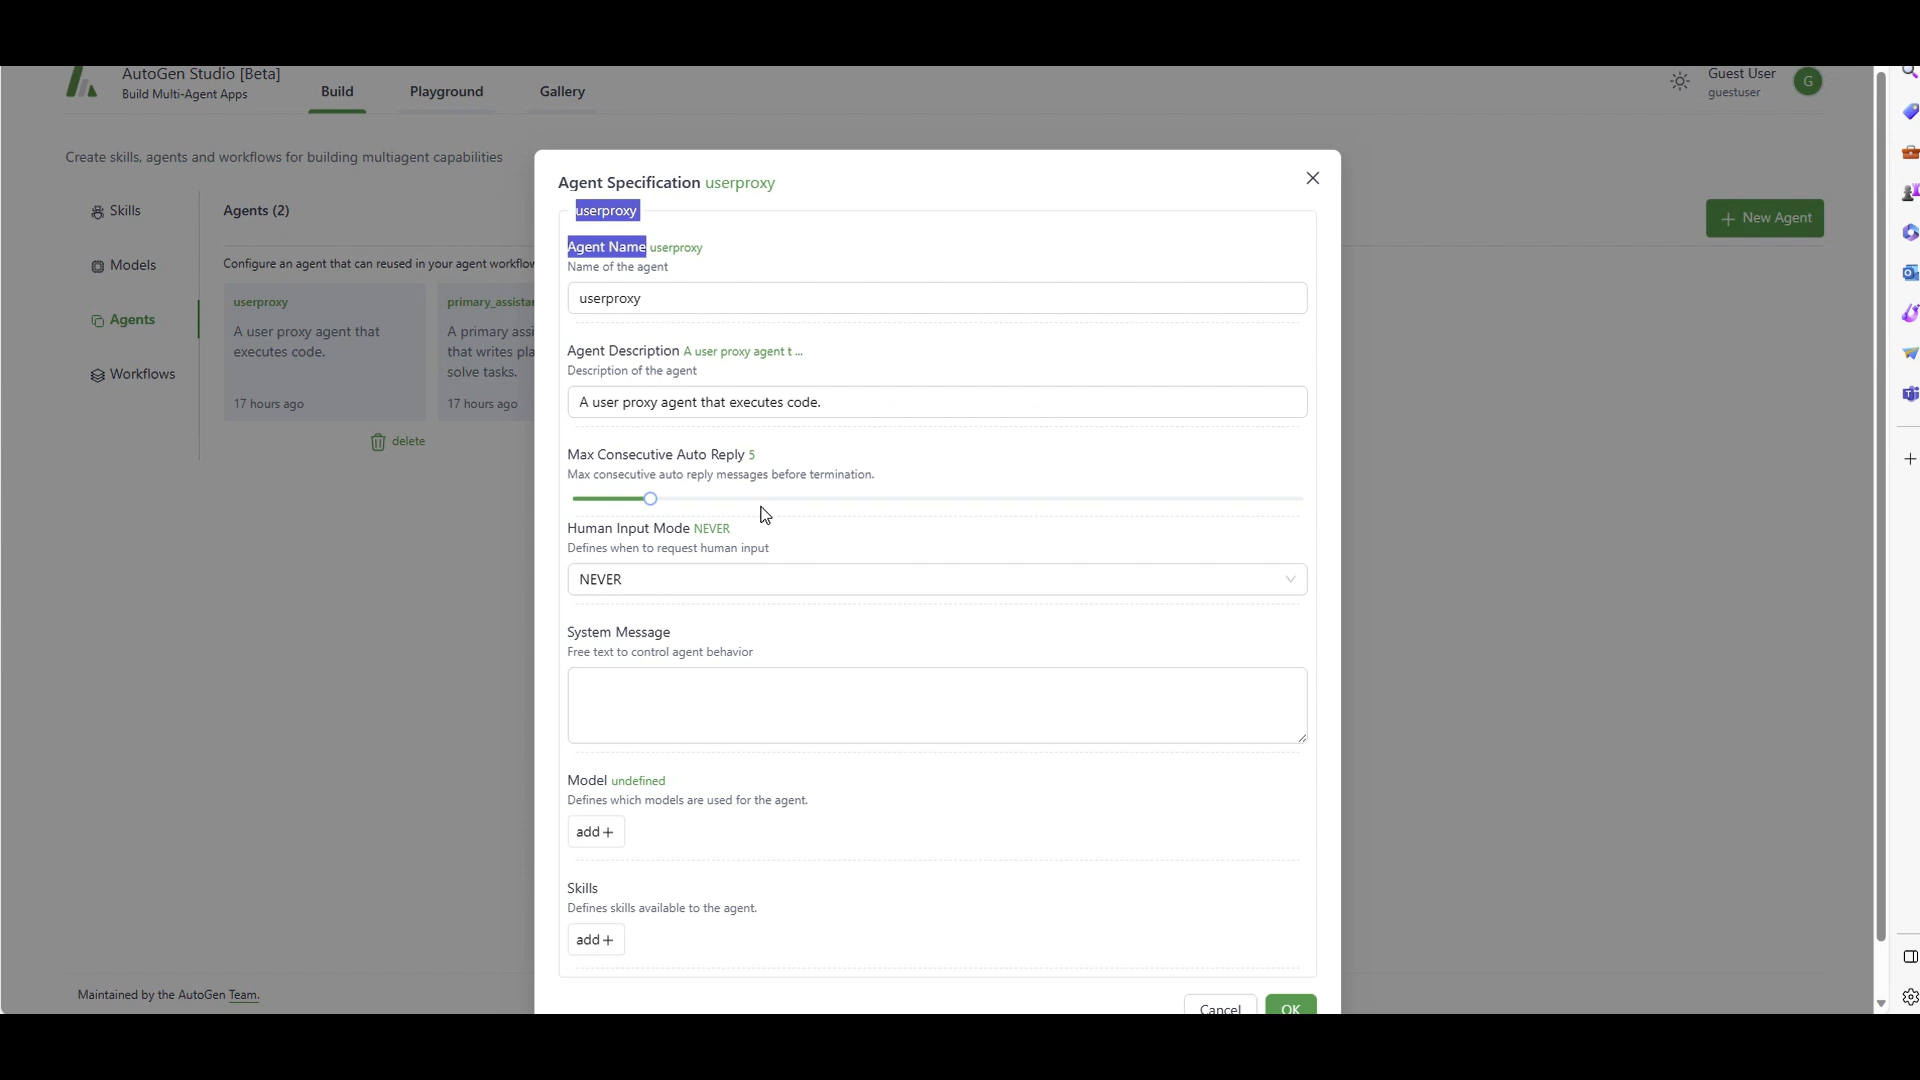 AutoGen Studio [Beta]
Build Multi-Agent Apps
Build
Playground
Gallery
Guest User
guestuser
G
Create skills, agents and workflows for building multiagent capabilities
Skills
Models
Agents
Workflows
Agents (2)
New Agent
Configure an agent that can reused in your agent workflow
userproxy
A user proxy agent that
executes code.
17 hours ago
delete
primary_assistan
A primary assi
that writes pla
solve tasks.
17 hours ago
Agent Specification userproxy
userproxy
Agent Name userproxy
Name of the agent
userproxy
Agent Description A user proxy agent t ...
Description of the agent
A user proxy agent that executes code.
Max Consecutive Auto Reply 5
Max consecutive auto reply messages before termination.
Human Input Mode NEVER
Defines when to request human input
NEVER
System Message
Free text to control agent behavior
Model undefined
Defines which models are used for the agent.
add +
Skills
Defines skills available to the agent.
add +
Cancel
OK
Maintained by the AutoGen Team.